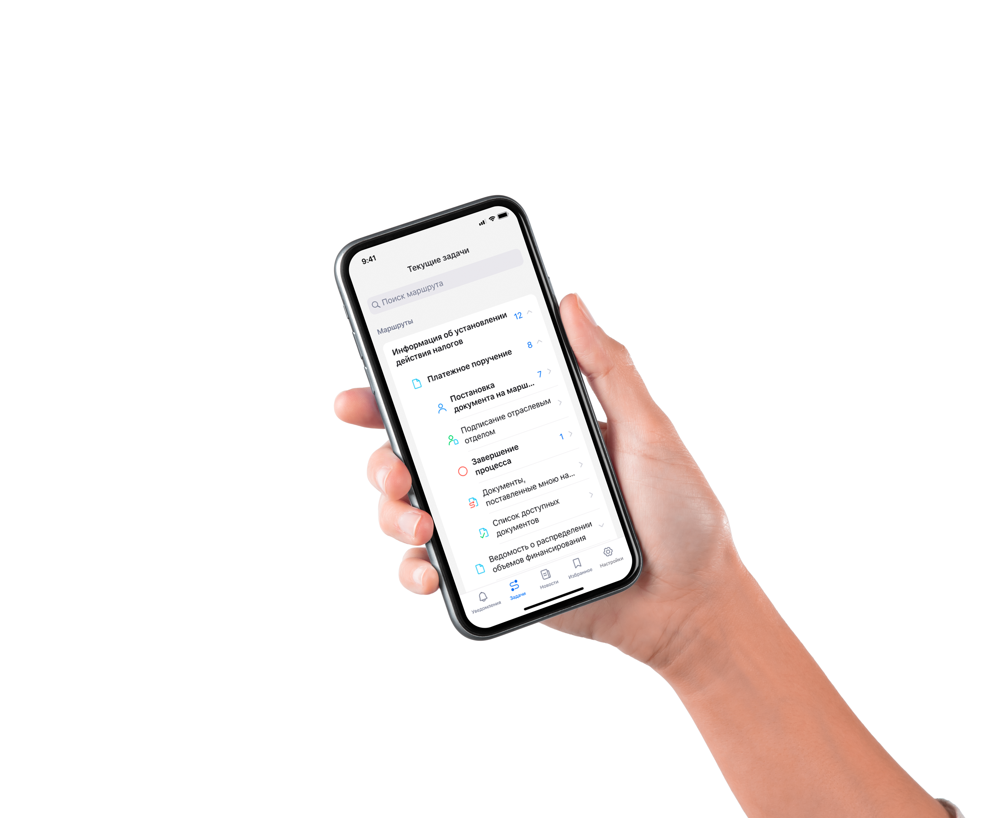 9:41
Текущие задачи
Поиск маршрута
Маршруты
Информация об установлении 12
действия налогов
Платежное поручение 8
Постановка 7
документа на марш...
Подписание отраслевым
отделом
Завершение 1
процесса
Документы,
поставленные мною на...
Список доступных
документов
Ведомость о распределении
объемов финансирования
Уведомления
Задачи
Новости
Избранное
Настройки